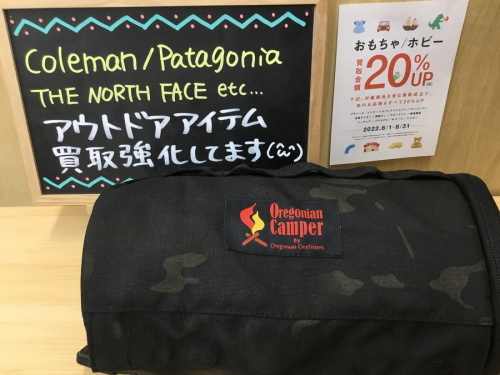 Coleman/Patagonia
THE NORTH FACE etc...
アウトドアアイテム
買取強化してます
おもちゃ/ホビー
買取金額
20%UP
2022.8/1-8/31
Oregonian
Camper
by
Oregonian Outfitters